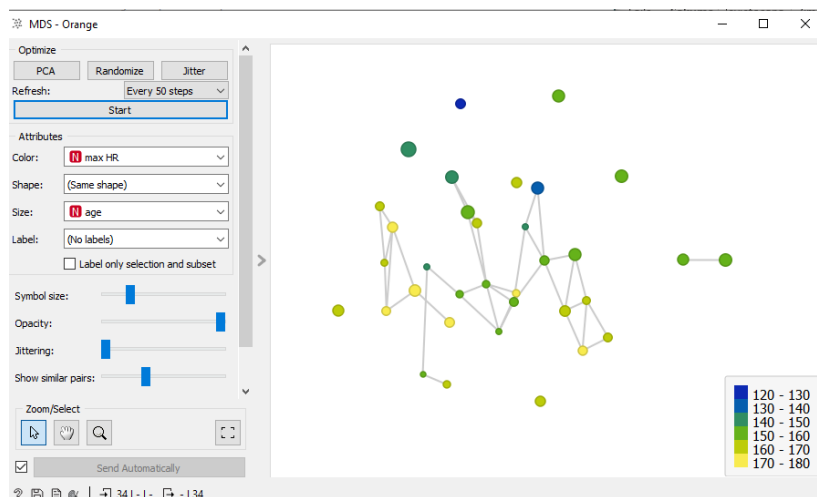 MDS - Orange
Optimize
PCA Randomize Jitter
Refresh: Every 50 steps
Start
Attributes
Color: N max HR
Shape: (Same shape)
Size: N age
Label: (No labels)
Label only selection and subset
Symbol size:
Opacity:
Jittering:
Show similar pairs:
Zoom/Select
Send Automatically
120 - 130
130 - 140
140 - 150
150 - 160
160 - 170
170 - 180